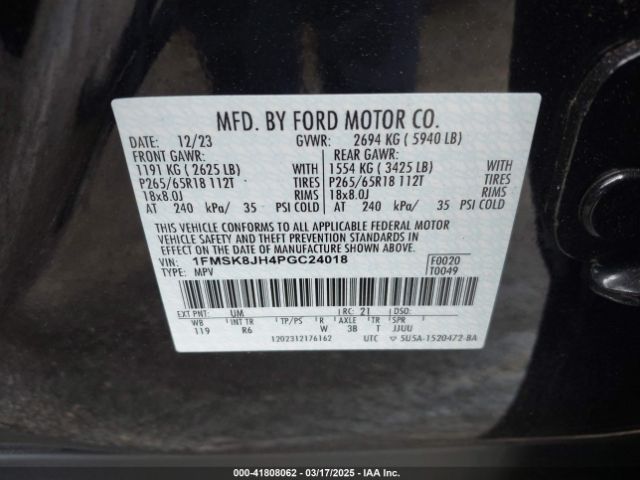 MFD. BY FORD MOTOR CO.
DATE: 12/23 GVWR: 2694 KG ( 5940 LB)
FRONT GAWR: REAR GAWR:
1191 KG ( 2625 LB) WITH 1554 KG ( 3425 LB) WITH
P265/65R18 112T TIRES P265/65R18 112T TIRES
18x8.0J RIMS 18x8.0J RIMS
AT 240 kPa/ 35 PSI COLD AT 240 kPa/ 35 PSI COLD
THIS VEHICLE CONFORMS TO ALL APPLICABLE FEDERAL MOTOR
VEHICLE SAFETY AND THEFT PREVENTION STANDARDS IN
EFFECT ON THE DATE OF MANUFACTURE SHOWN ABOVE.
VIN: 1FMSK8JH4PGC24018 F0020
TYPE: MPV T0049
EXT PNT: UM RC: 21 DSO:
WB INT TR TP/PS R AXLE TR SPR
119 R6 W 3B T JJUU
1202312176162 UTC 5U5A-1520472-BA
000-41808062 — 03/17/2025 — IAA Inc.